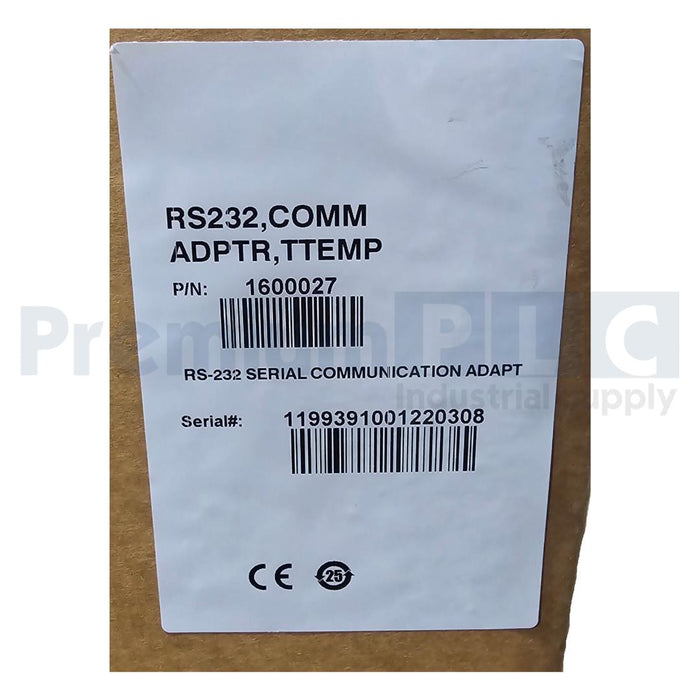 RS232,COMM
ADPTR,TTEMP
P/N: 1600027
Premium PLC
RS-232 SERIAL COMMUNICATION ADAPT
Industrial Supply
Serial#: 1199391001220308
CE 25